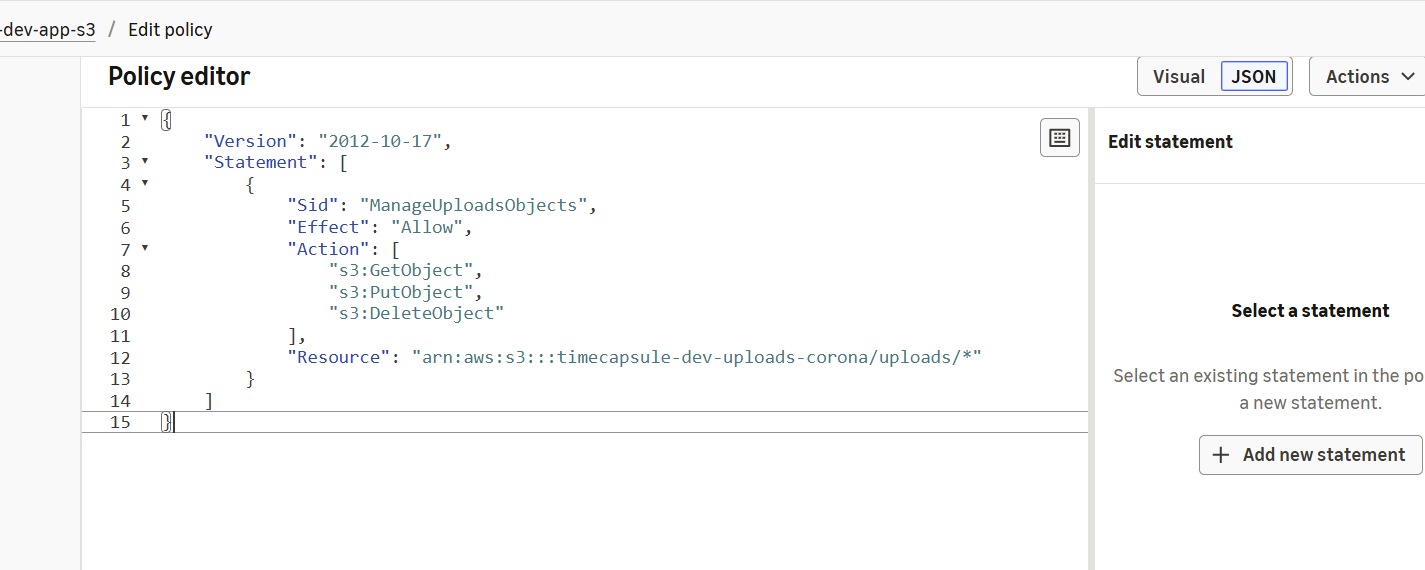 -dev-app-s3 / Edit policy
Policy editor
Visual JSON Actions
1 {
2 "Version": "2012-10-17",
3 "Statement": [
4 {
5 "Sid": "ManageUploadsObjects",
6 "Effect": "Allow",
7 "Action": [
8 "s3:GetObject",
9 "s3:PutObject",
10 "s3:DeleteObject"
11 ],
12 "Resource": "arn:aws:s3:::timecapsule-dev-uploads-corona/uploads/*"
13 }
14 ]
15 }
Edit statement
Select a statement
Select an existing statement in the po
a new statement.
+ Add new statement